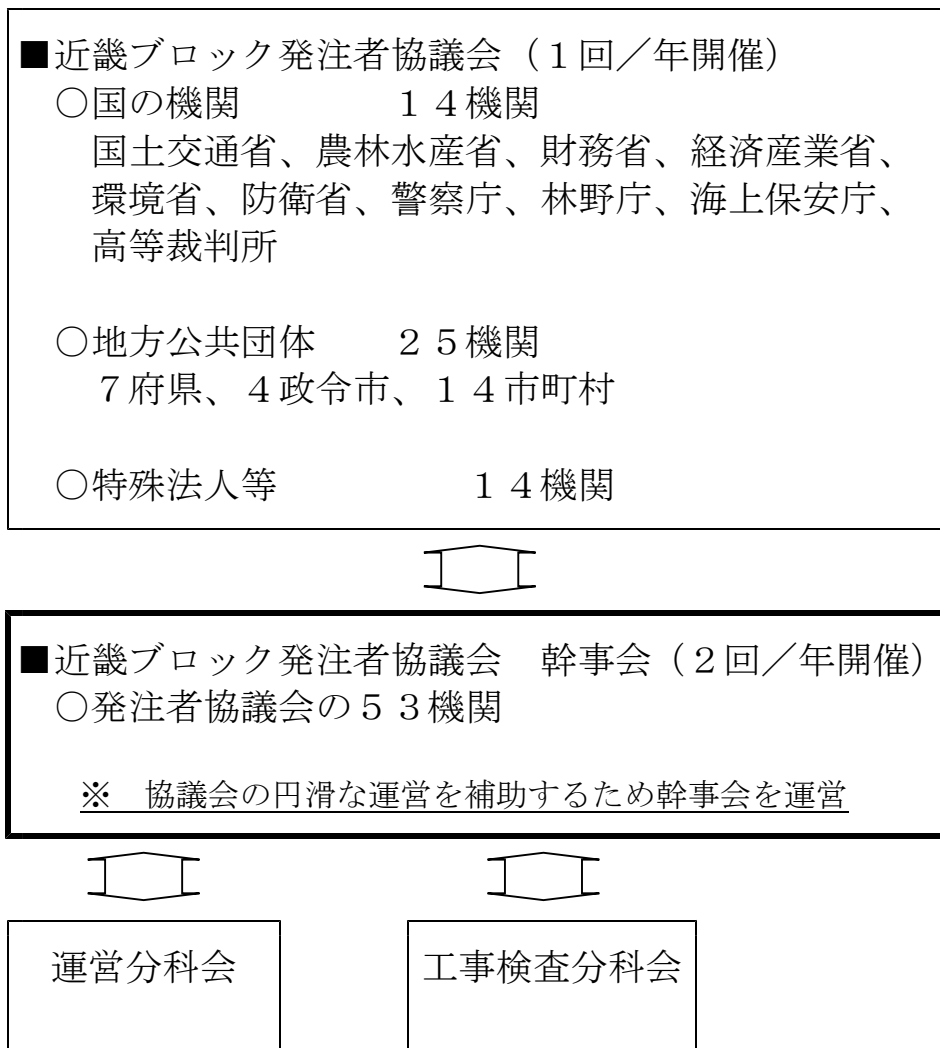 ■近畿ブロック発注者協議会（１回／年開催）
○国の機関　　　　１４機関
国土交通省、農林水産省、財務省、経済産業省、
環境省、防衛省、警察庁、林野庁、海上保安庁、
高等裁判所
○地方公共団体　　２５機関
７府県、４政令市、１４市町村
○特殊法人等　　　　　１４機関
■近畿ブロック発注者協議会　幹事会（２回／年開催）
○発注者協議会の５３機関
※　協議会の円滑な運営を補助するため幹事会を運営
運営分科会
工事検査分科会